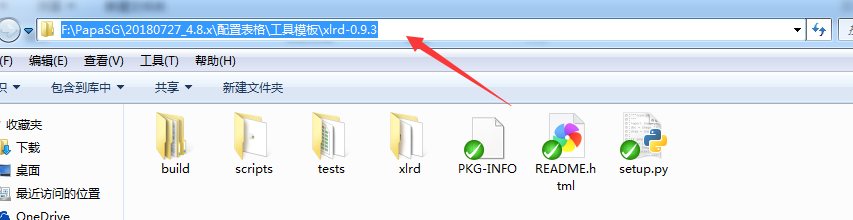 F:\PapaSG\20180727_4.8.x\配置表格\工具模板\xlrd-0.9.3
(F) 编辑(E) 查看(V) 工具(T) 帮助(H)
包含到库中 共享 新建文件夹
收藏夹
下载
桌面
最近访问的位置
OneDrive
build
scripts
tests
xlrd
PKG-INFO
README.h
tml
setup.py